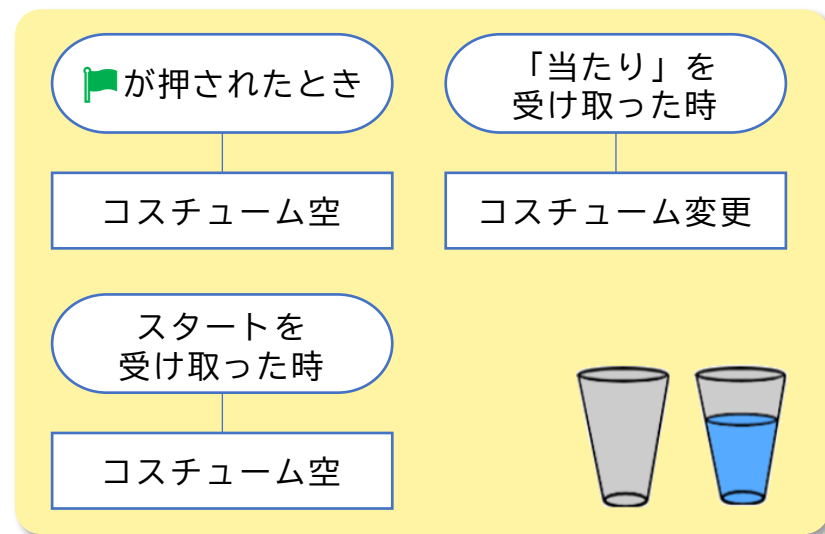 が押されたとき
コスチューム空
「当たり」を
受け取った時
コスチューム変更
スタートを
受け取った時
コスチューム空